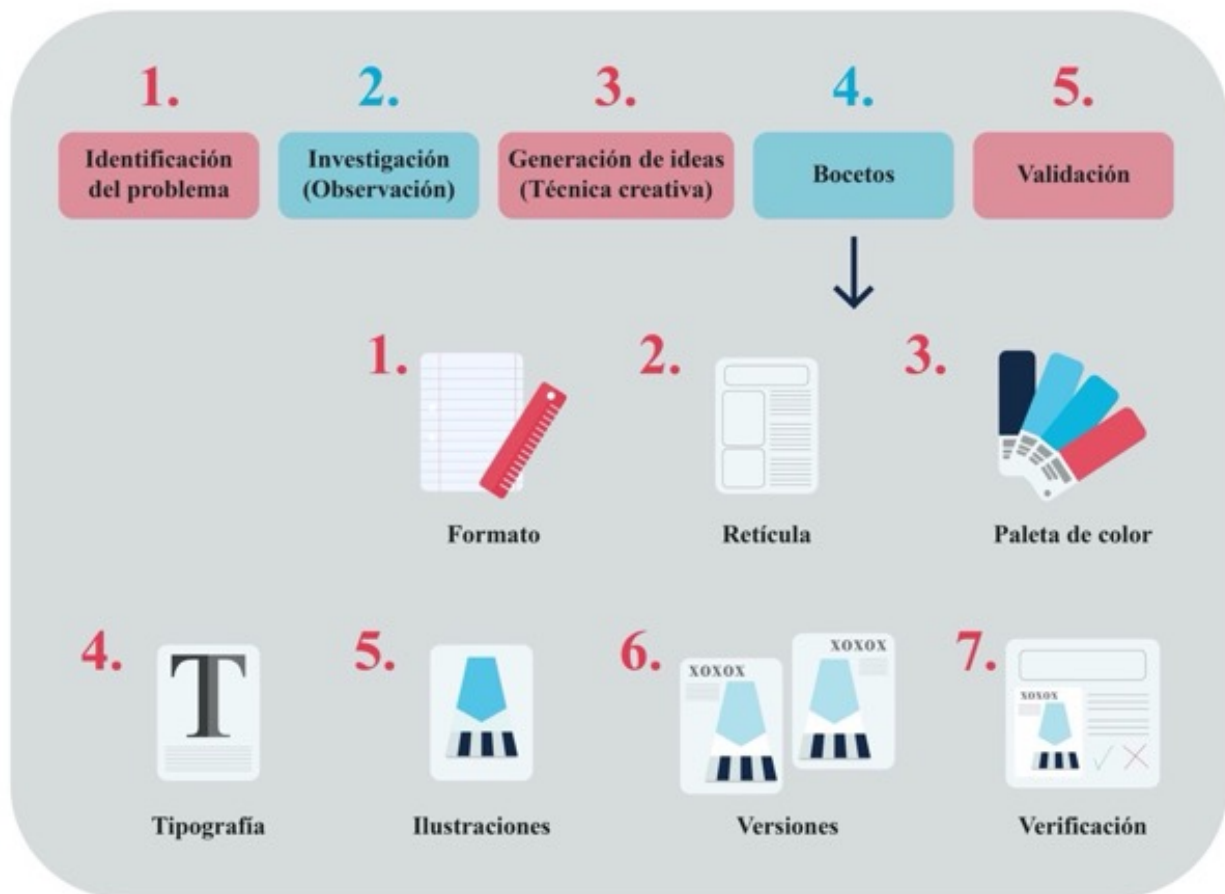 1.
2.
3.
4.
5.
Identificación
del problema
Investigación
(Observación)
Generación de ideas
(Técnica creativa)
Bocetos
Validación
1.
2.
3.
Formato
Retícula
Paleta de color
4.
T
5.
6.
XOXOX
XOXOX
7.
XOXOX
Tipografía
Ilustraciones
Versiones
Verificación